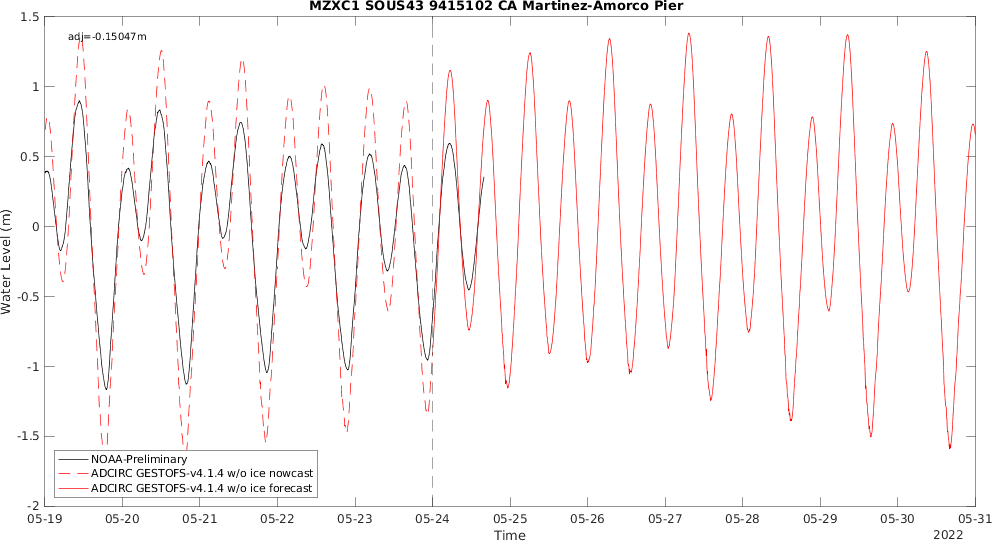 MZXC1 SOUS43 9415102 CA Martinez-Amorco Pier
adj=-0.15047m
1.5
1
0.5
0
-0.5
-1
-1.5
-2
Water Level (m)
NOAA-Preliminary
ADCIRC GESTOFS-v4.1.4 w/o ice nowcast
ADCIRC GESTOFS-v4.1.4 w/o ice forecast
05-19 05-20 05-21 05-22 05-23 05-24 05-25 05-26 05-27 05-28 05-29 05-30 05-31
Time
2022